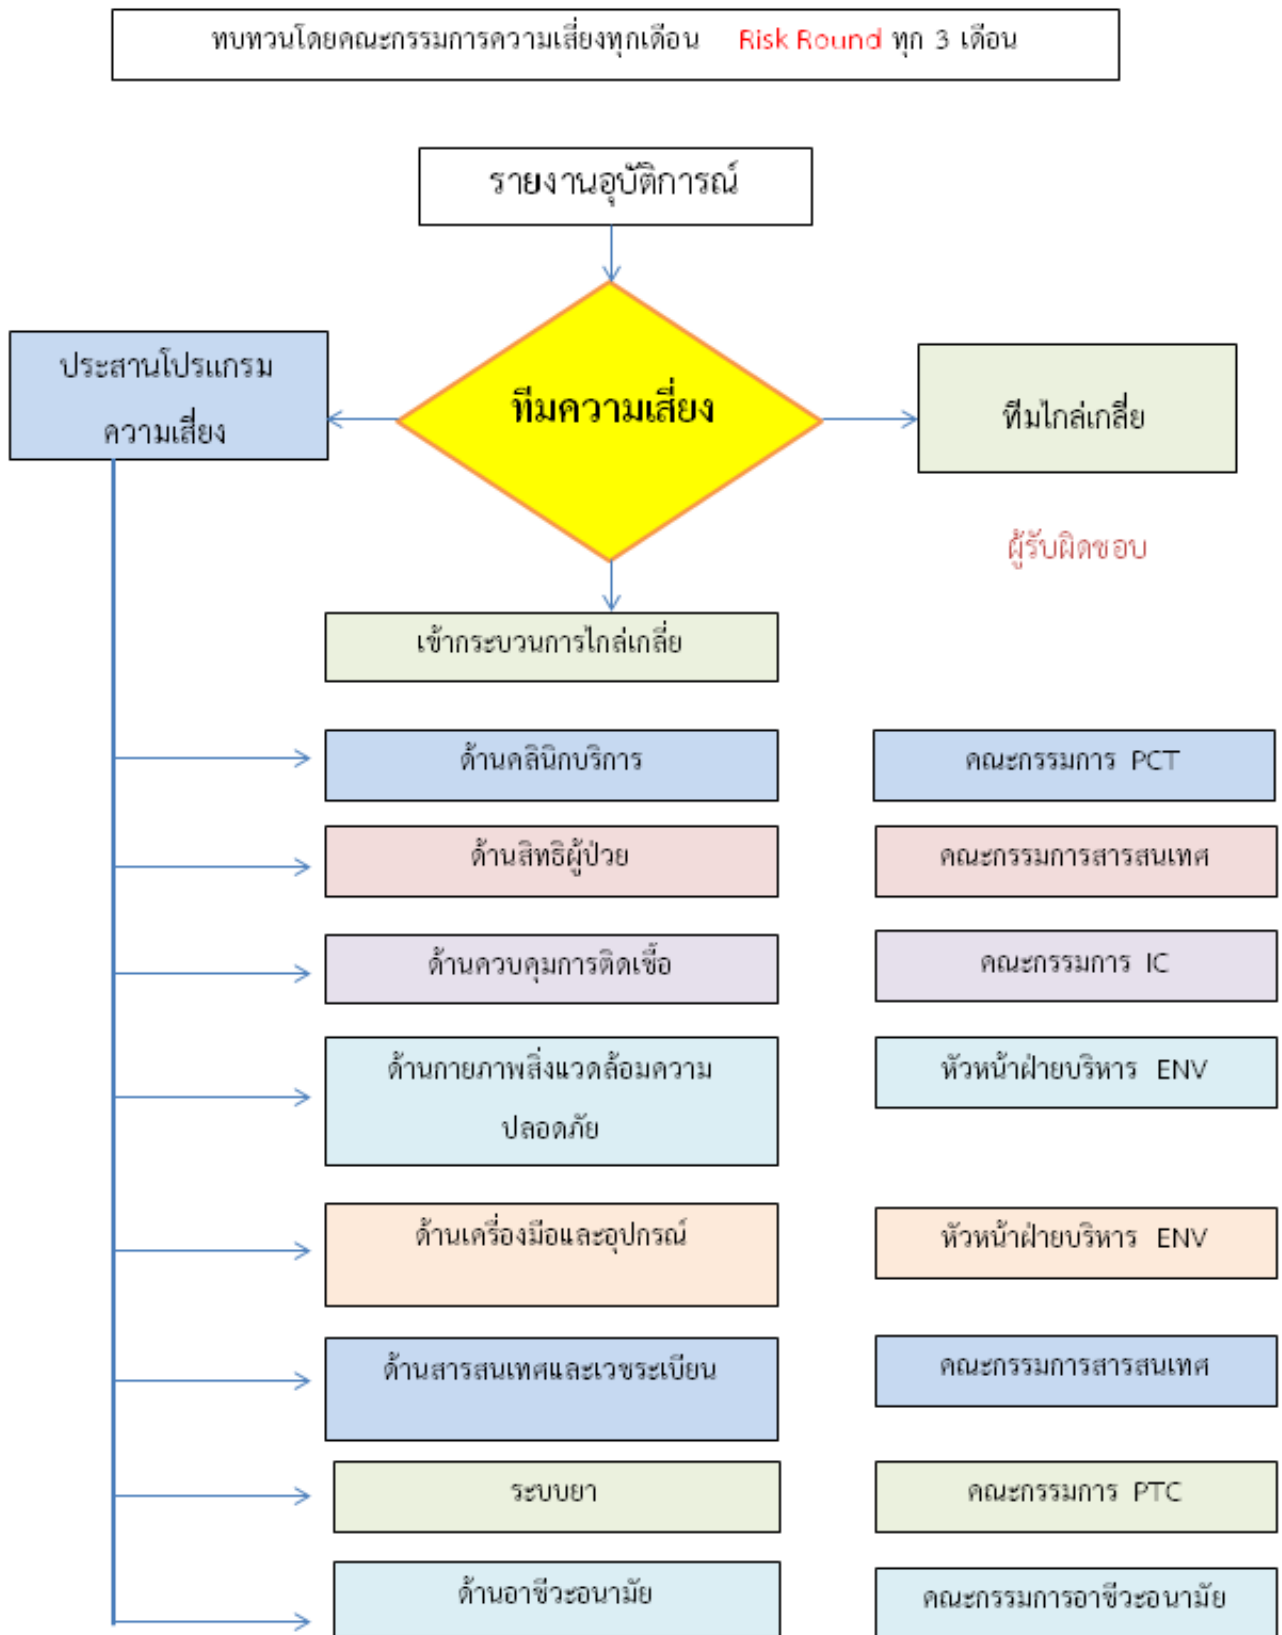 ทบทวนโดยคณะกรรมการความเสี่ยงทุกเดือน Risk Round ทุก 3 เดือน
รายงานอุบัติการณ์
ประสานโปรแกรม
ความเสี่ยง
ทีมความเสี่ยง
ทีมไกล่เกลี่ย
ผู้รับผิดชอบ
เข้ากระบวนการไกล่เกลี่ย
ด้านคลินิกบริการ
คณะกรรมการ PCT
ด้านสิทธิผู้ป่วย
คณะกรรมการสารสนเทศ
ด้านควบคุมการติดเชื้อ
คณะกรรมการ IC
ด้านกายภาพสิ่งแวดล้อมความ
ปลอดภัย
หัวหน้าฝ่ายบริหาร ENV
ด้านเครื่องมือและอุปกรณ์
หัวหน้าฝ่ายบริหาร ENV
ด้านสารสนเทศและเวชระเบียน
คณะกรรมการสารสนเทศ
ระบบยา
คณะกรรมการ PTC
ด้านอาชีวะอนามัย
คณะกรรมการอาชีวะอนามัย